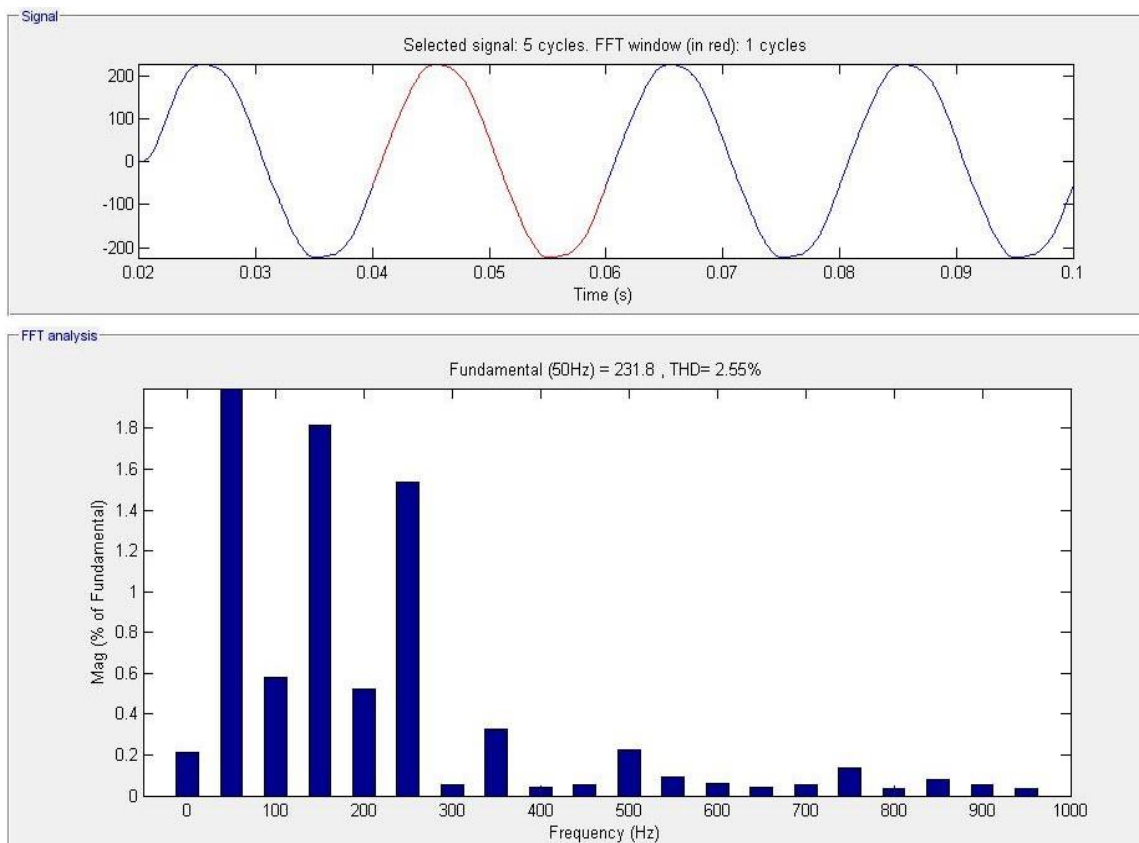 Signal
Selected signal: 5 cycles. FFT window (in red): 1 cycles
200
100
0
-100
-200
0.02 0.03 0.04 0.05 0.06 0.07 0.08 0.09 0.1
Time (s)
FFT analysis
Fundamental (50Hz) = 231.8 , THD= 2.55%
1.8
1.6
1.4
1.2
1
0.8
0.6
0.4
0.2
0
Mag (% of Fundamental)
0 100 200 300 400 500 600 700 800 900 1000
Frequency (Hz)